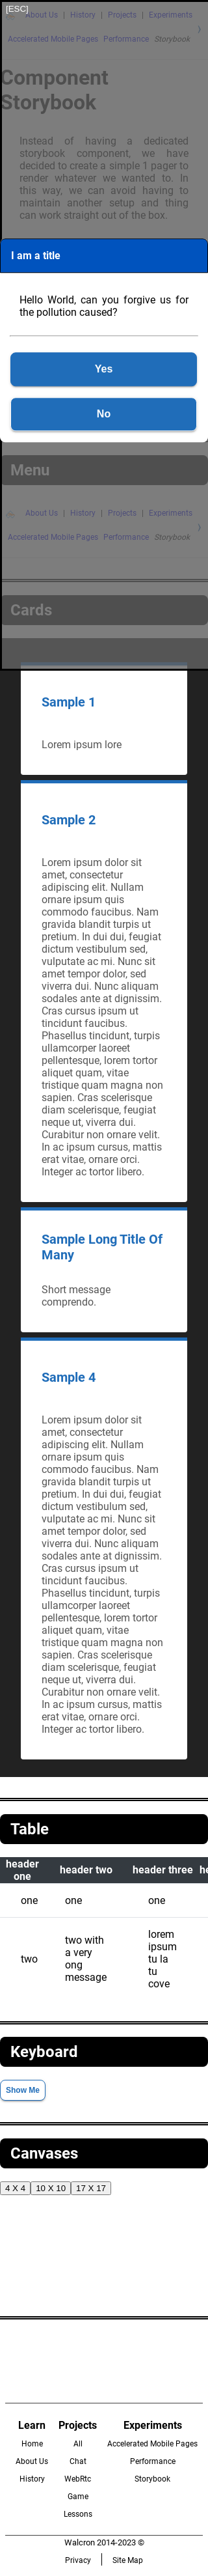 [ESC]
About Us | History | Projects | Experiments
Accelerated Mobile Pages Performance Storybook
Component
Storybook
Instead of having a dedicated
storybook component, we have
decided to create a simple 1 pager to
render whatever we wanted to. In
this way, we can avoid having to
maintain another setup and thing
can work straight out of the box.
I am a title
Hello World, can you forgive us for
the pollution caused?
Yes
No
Menu
About Us | History | Projects | Experiments
Accelerated Mobile Pages Performance Storybook
Cards
Sample 1
Lorem ipsum lore
Sample 2
Lorem ipsum dolor sit
amet, consectetur
adipiscing elit. Nullam
ornare ipsum quis
commodo faucibus. Nam
gravida blandit turpis ut
pretium. In dui dui, feugiat
dictum vestibulum sed,
vulputate ac mi. Nunc sit
amet tempor dolor, sed
viverra dui. Nunc aliquam
sodales ante at dignissim.
Cras cursus ipsum ut
tincidunt faucibus.
Phasellus tincidunt, turpis
ullamcorper laoreet
pellentesque, lorem tortor
aliquet quam, vitae
tristique quam magna non
sapien. Cras scelerisque
diam scelerisque, feugiat
neque ut, viverra dui.
Curabitur non ornare velit.
In ac ipsum cursus, mattis
erat vitae, ornare orci.
Integer ac tortor libero.
Sample Long Title Of
Many
Short message
comprendo.
Sample 4
Lorem ipsum dolor sit
amet, consectetur
adipiscing elit. Nullam
ornare ipsum quis
commodo faucibus. Nam
gravida blandit turpis ut
pretium. In dui dui, feugiat
dictum vestibulum sed,
vulputate ac mi. Nunc sit
amet tempor dolor, sed
viverra dui. Nunc aliquam
sodales ante at dignissim.
Cras cursus ipsum ut
tincidunt faucibus.
Phasellus tincidunt, turpis
ullamcorper laoreet
pellentesque, lorem tortor
aliquet quam, vitae
tristique quam magna non
sapien. Cras scelerisque
diam scelerisque, feugiat
neque ut, viverra dui.
Curabitur non ornare velit.
In ac ipsum cursus, mattis
erat vitae, ornare orci.
Integer ac tortor libero.
Table
header one header two header three he
one one one
two two with a very ong message lorem ipsum tu la tu cove
Keyboard
Show Me
Canvases
4 X 4 10 X 10 17 X 17
Learn Projects Experiments
Home All Accelerated Mobile Pages
About Us Chat Performance
History WebRtc Storybook
Game
Lessons
Walcron 2014-2023 ©
Privacy | Site Map